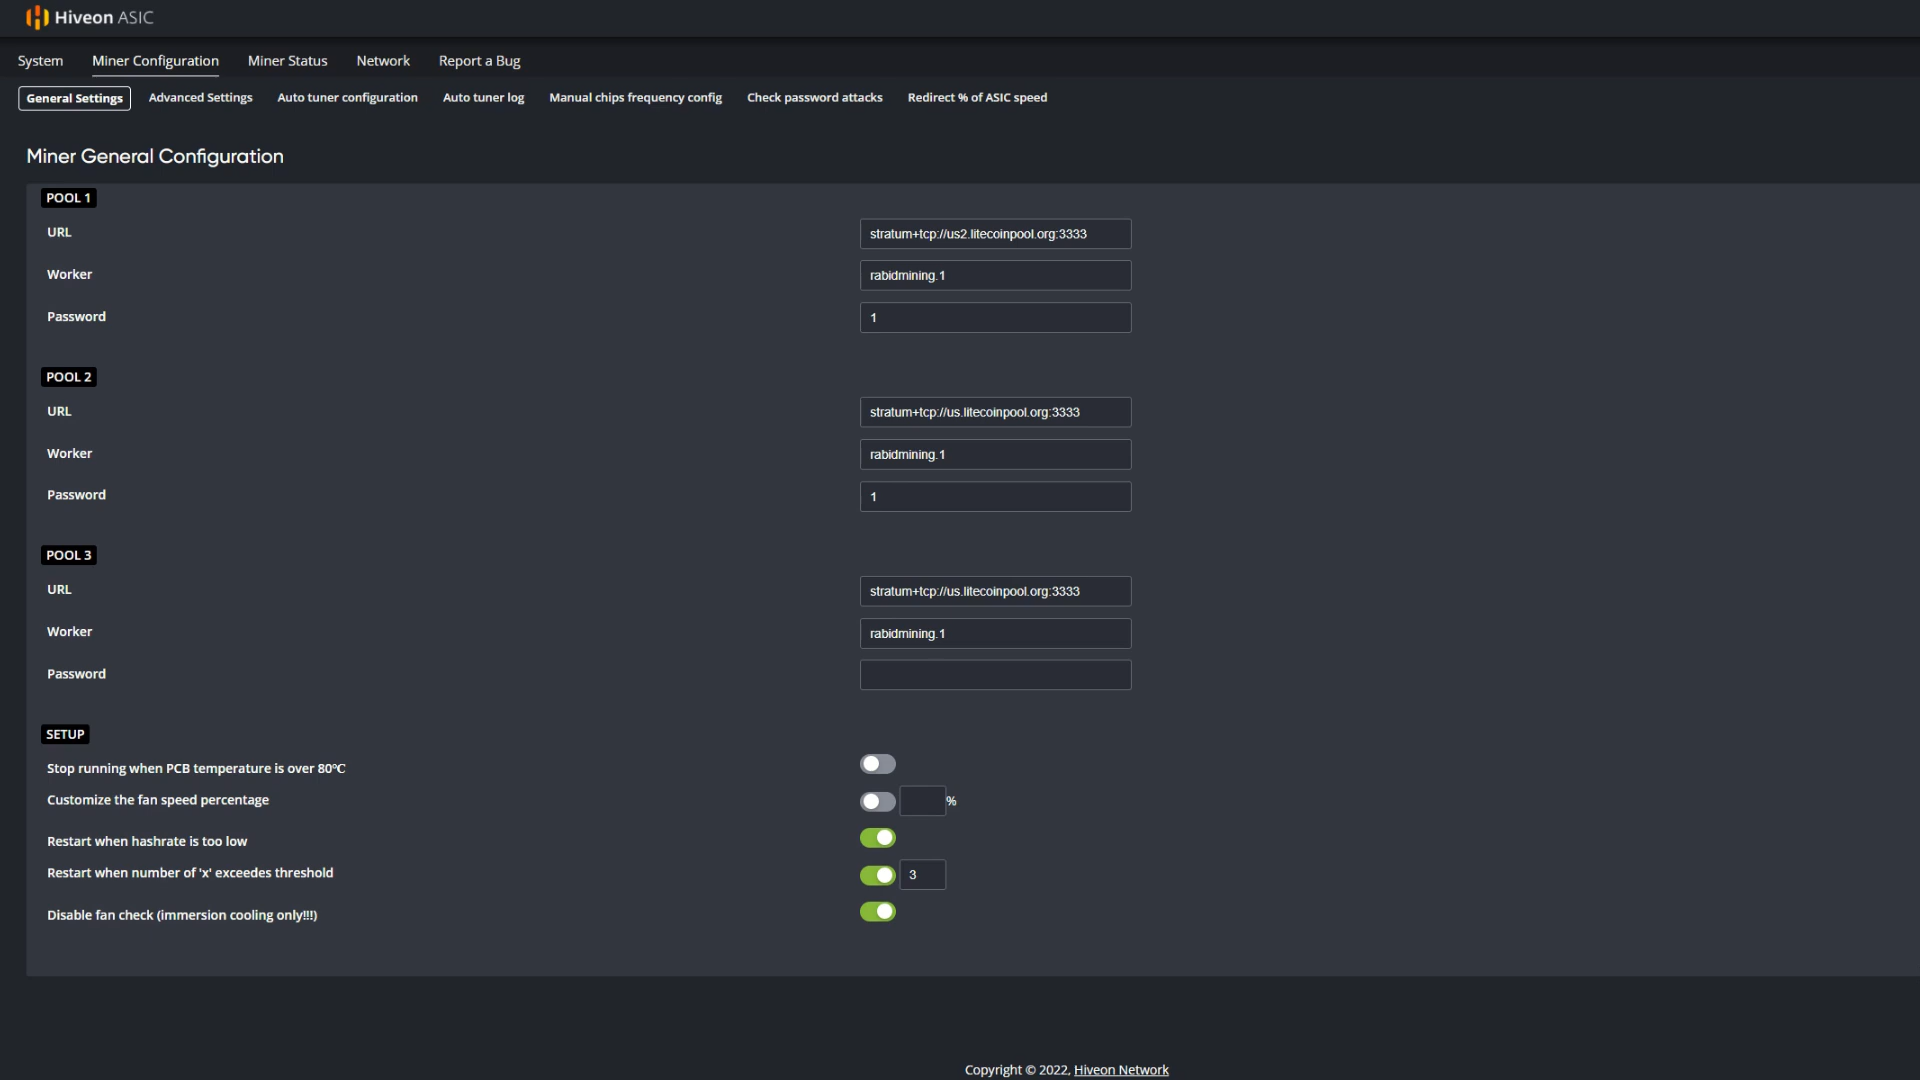 Hiveon ASIC
System Miner Configuration Miner Status Network Report a Bug
General Settings Advanced Settings Auto tuner configuration Auto tuner log Manual chips frequency config Check password attacks Redirect % of ASIC speed
Miner General Configuration
POOL 1
URL stratum+tcp://us2.litecoinpool.org:3333
Worker rabidmining.1
Password 1
POOL 2
URL stratum+tcp://us.litecoinpool.org:3333
Worker rabidmining.1
Password 1
POOL 3
URL stratum+tcp://us.litecoinpool.org:3333
Worker rabidmining.1
Password
SETUP
Stop running when PCB temperature is over 80℃
Customize the fan speed percentage %
Restart when hashrate is too low
Restart when number of 'x' exceedes threshold 3
Disable fan check (immersion cooling only!!!)
Copyright © 2022, Hiveon Network